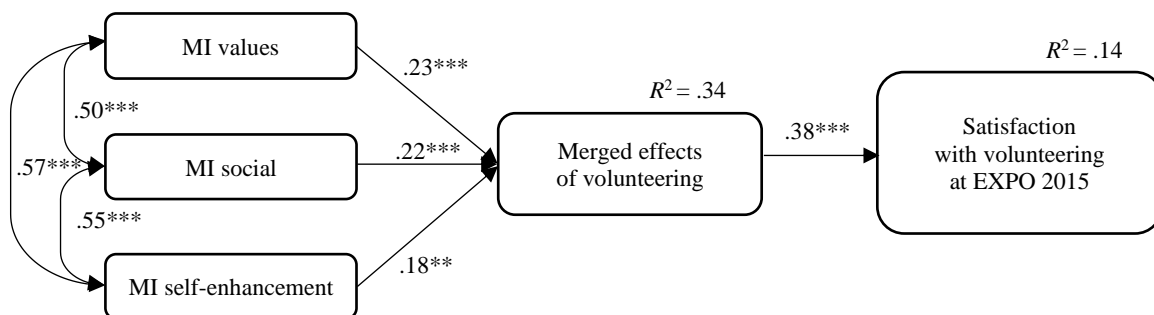 MI values
R² = .14
.23***
R² = .34
.50***
Satisfaction
with volunteering
at EXPO 2015
.38***
Merged effects
of volunteering
.22***
MI social
.57***
.55***
.18**
MI self-enhancement